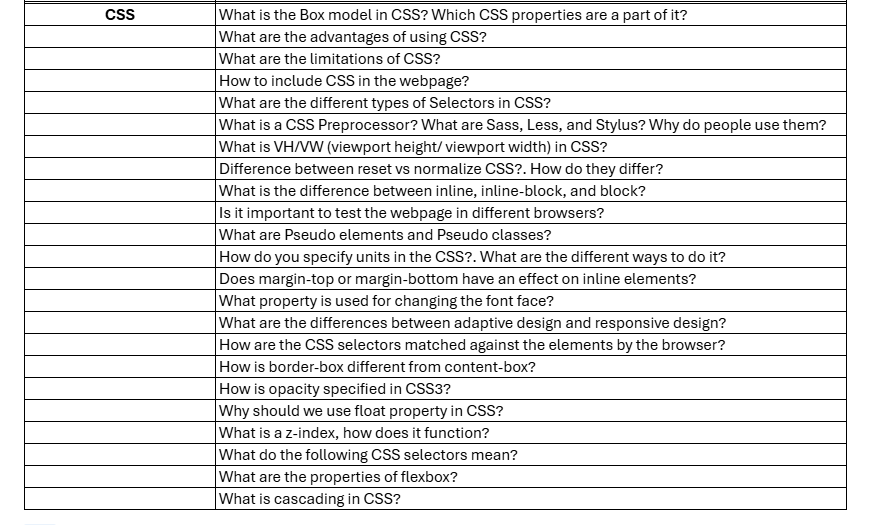 CSS What is the Box model in CSS? Which CSS properties are a part of it?
What are the advantages of using CSS?
What are the limitations of CSS?
How to include CSS in the webpage?
What are the different types of Selectors in CSS?
What is a CSS Preprocessor? What are Sass, Less, and Stylus? Why do people use them?
What is VH/VW (viewport height/ viewport width) in CSS?
Difference between reset vs normalize CSS?. How do they differ?
What is the difference between inline, inline-block, and block?
Is it important to test the webpage in different browsers?
What are Pseudo elements and Pseudo classes?
How do you specify units in the CSS?. What are the different ways to do it?
Does margin-top or margin-bottom have an effect on inline elements?
What property is used for changing the font face?
What are the differences between adaptive design and responsive design?
How are the CSS selectors matched against the elements by the browser?
How is border-box different from content-box?
How is opacity specified in CSS3?
Why should we use float property in CSS?
What is a z-index, how does it function?
What do the following CSS selectors mean?
What are the properties of flexbox?
What is cascading in CSS?